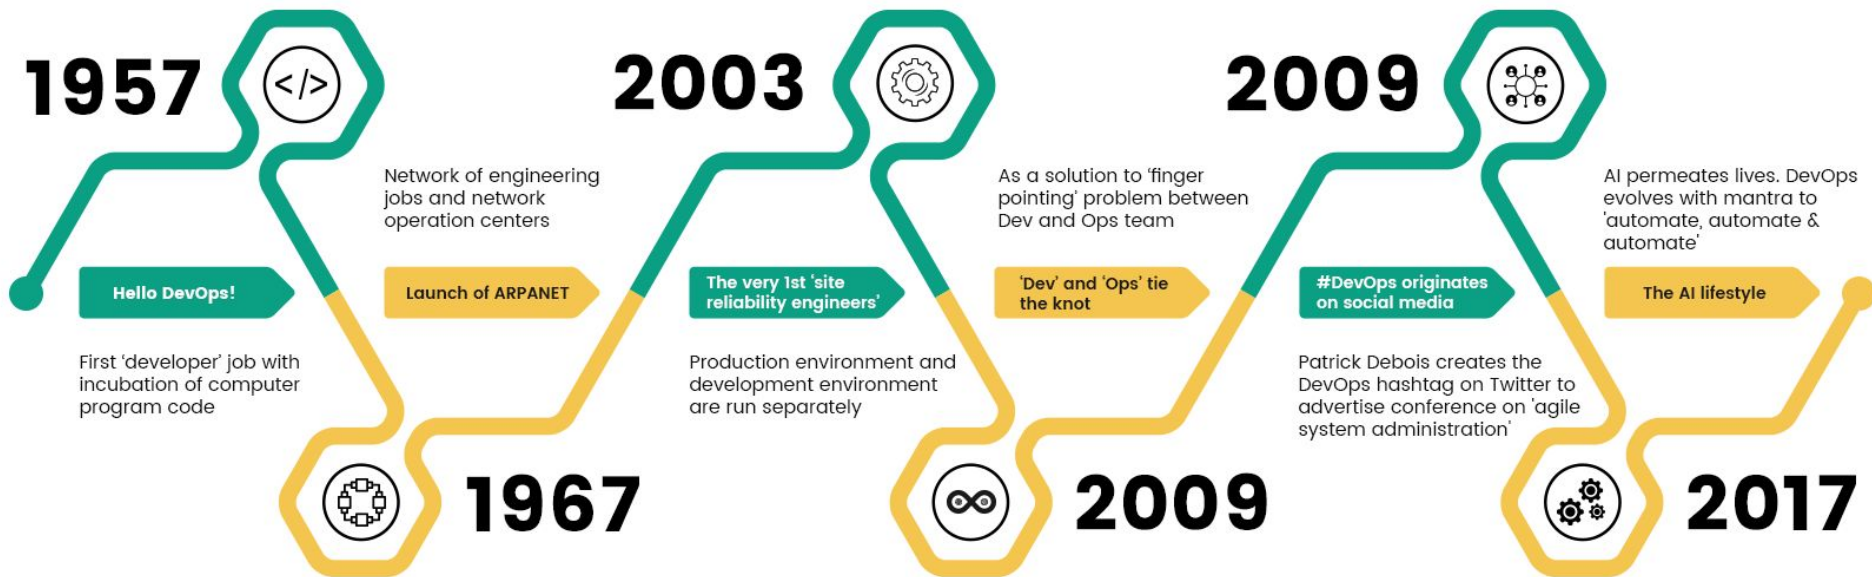 1957
Hello DevOps!
First ‘developer’ job with
incubation of computer
program code
Network of engineering
jobs and network
operation centers
Launch of ARPANET
1967
2003
The very 1st ‘site
reliability engineers’
Production environment and
development environment
are run separately
As a solution to ‘finger
pointing’ problem between
Dev and Ops team
‘Dev’ and ‘Ops’ tie
the knot
2009
2009
#DevOps originates
on social media
Patrick Debois creates the
DevOps hashtag on Twitter to
advertise conference on 'agile
system administration'
AI permeates lives. DevOps
evolves with mantra to
'automate, automate &
automate'
The AI lifestyle
2017